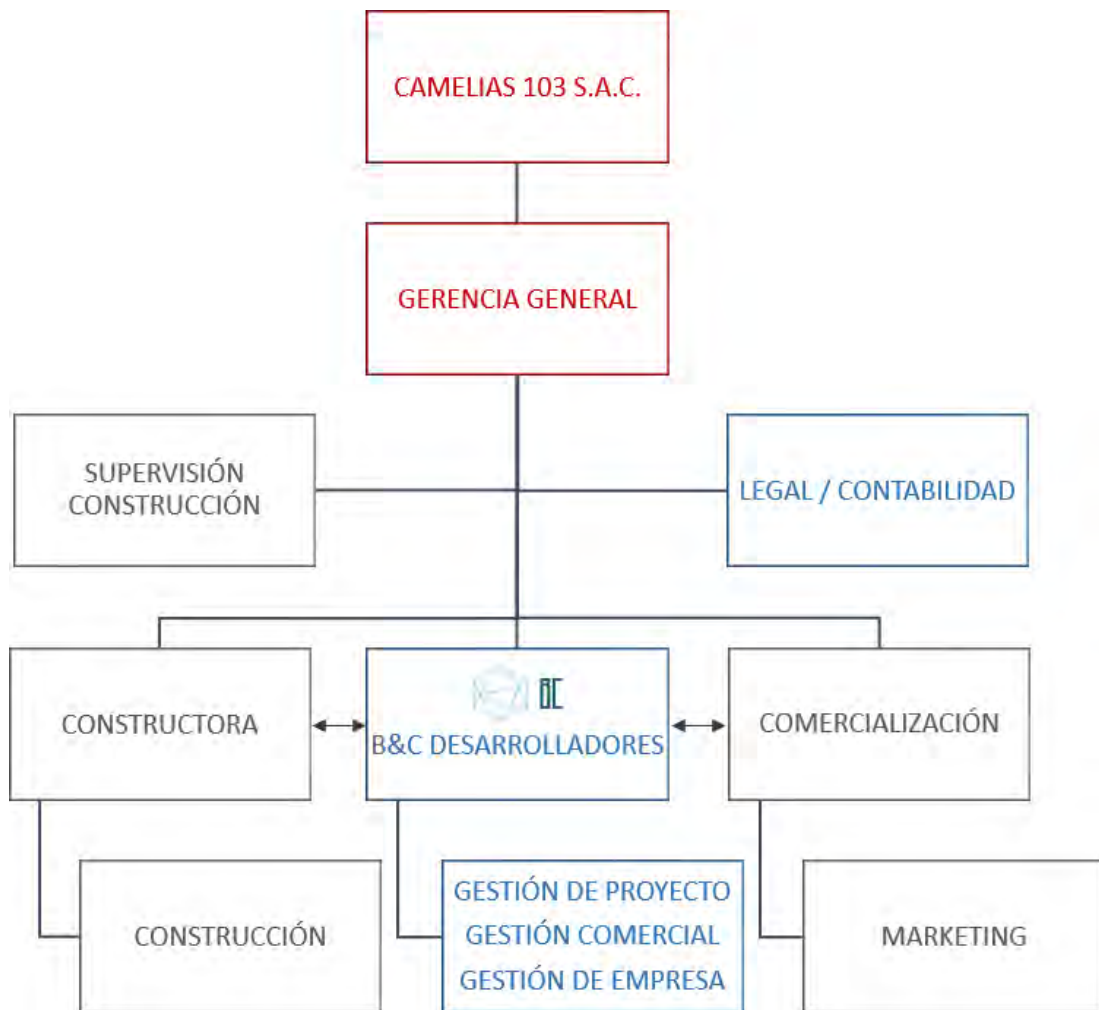 CAMELIAS 103 S.A.C.
GERENCIA GENERAL
SUPERVISIÓN
CONSTRUCCIÓN
LEGAL / CONTABILIDAD
CONSTRUCTORA
BC
B&C DESARROLLADORES
COMERCIALIZACIÓN
CONSTRUCCIÓN
GESTIÓN DE PROYECTO
GESTIÓN COMERCIAL
GESTIÓN DE EMPRESA
MARKETING